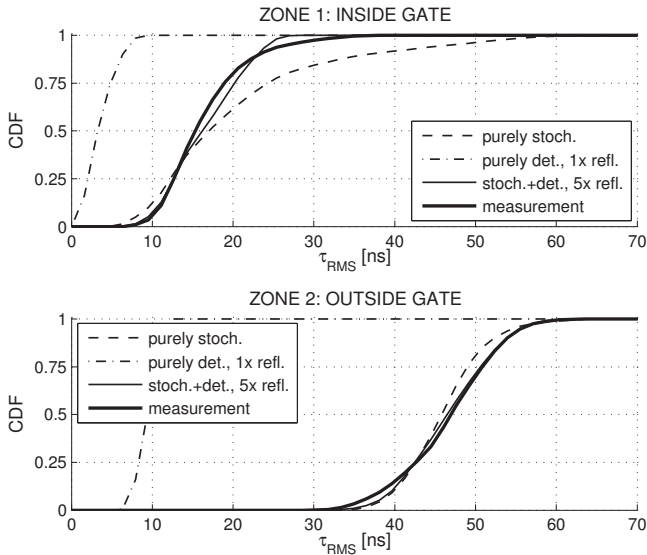 ZONE 1: INSIDE GATE
1
0.75
0.5
0.25
0
CDF
purely stoch.
purely det., 1x refl.
stoch.+det., 5x refl.
measurement
0 10 20 30 40 50 60 70
τRMS [ns]
ZONE 2: OUTSIDE GATE
1
0.75
0.5
0.25
0
CDF
purely stoch.
purely det., 1x refl.
stoch.+det., 5x refl.
measurement
0 10 20 30 40 50 60 70
τRMS [ns]